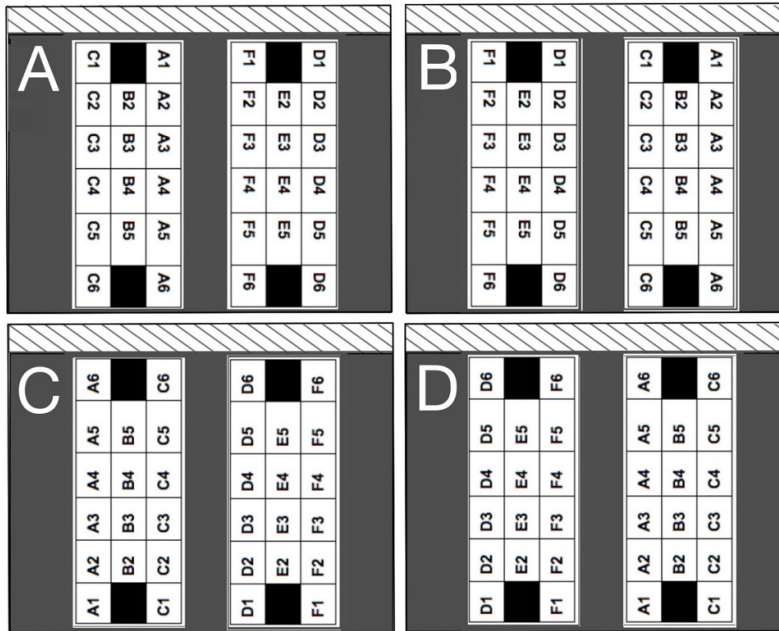 A
C1 A1 F1 D1
C2 B2 A2 F2 E2 D2
C3 B3 A3 F3 E3 D3
C4 B4 A4 F4 E4 D4
C5 B5 A5 F5 E5 D5
C6 A6 F6 D6
B
F1 D1 C1 A1
F2 E2 D2 C2 B2 A2
F3 E3 D3 C3 B3 A3
F4 E4 D4 C4 B4 A4
F5 E5 D5 C5 B5 A5
F6 D6 C6 A6
C
A6 C6 D6 F6
A5 B5 C5 D5 E5 F5
A4 B4 C4 D4 E4 F4
A3 B3 C3 D3 E3 F3
A2 B2 C2 D2 E2 F2
A1 C1 D1 F1
D
D6 F6 A6 C6
D5 E5 F5 A5 B5 C5
D4 E4 F4 A4 B4 C4
D3 E3 F3 A3 B3 C3
D2 E2 F2 A2 B2 C2
D1 F1 A1 C1